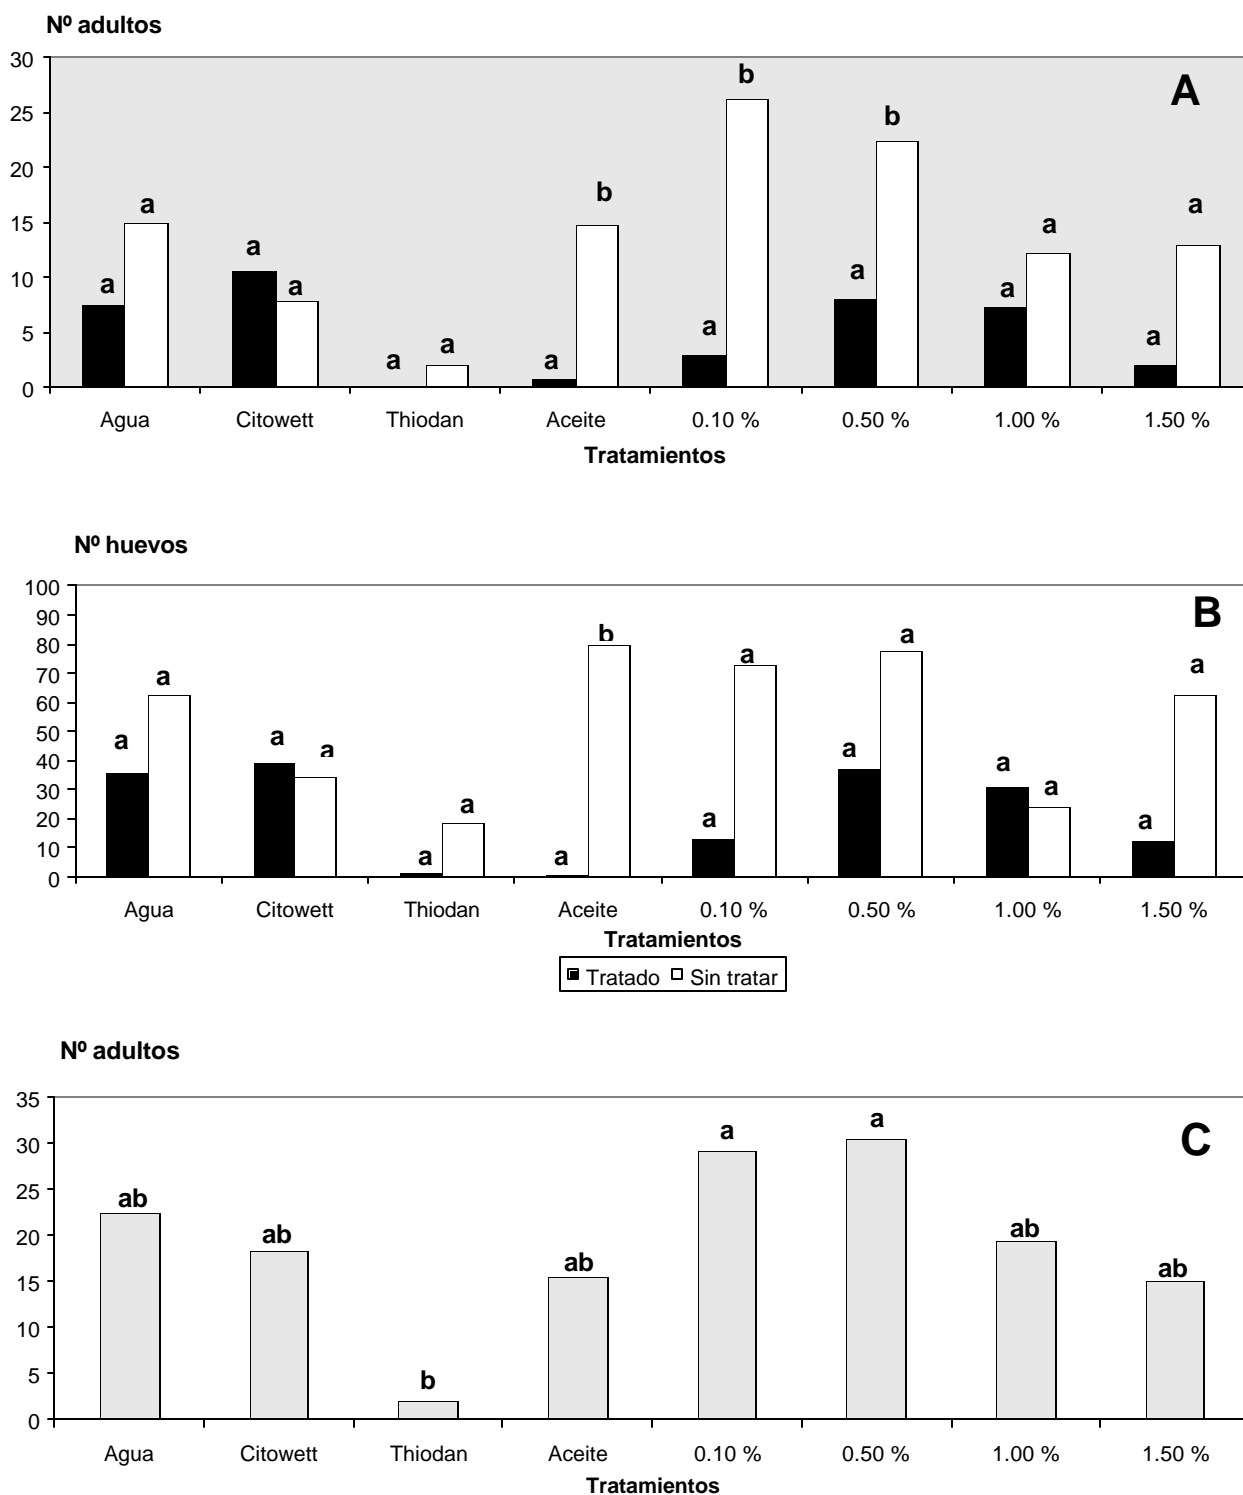 Nº adultos
A
30
25
20
15
10
5
0
a a a a a a a b a b a b a a a a
Agua Citowett Thiodan Aceite 0.10 % 0.50 % 1.00 % 1.50 %
Tratamientos
Nº huevos
B
100
90
80
70
60
50
40
30
20
10
0
a a a a a a a b a a a a a a a a
Agua Citowett Thiodan Aceite 0.10 % 0.50 % 1.00 % 1.50 %
Tratamientos
Tratado Sin tratar
Nº adultos
C
35
30
25
20
15
10
5
0
ab ab b ab a a ab ab
Agua Citowett Thiodan Aceite 0.10 % 0.50 % 1.00 % 1.50 %
Tratamientos